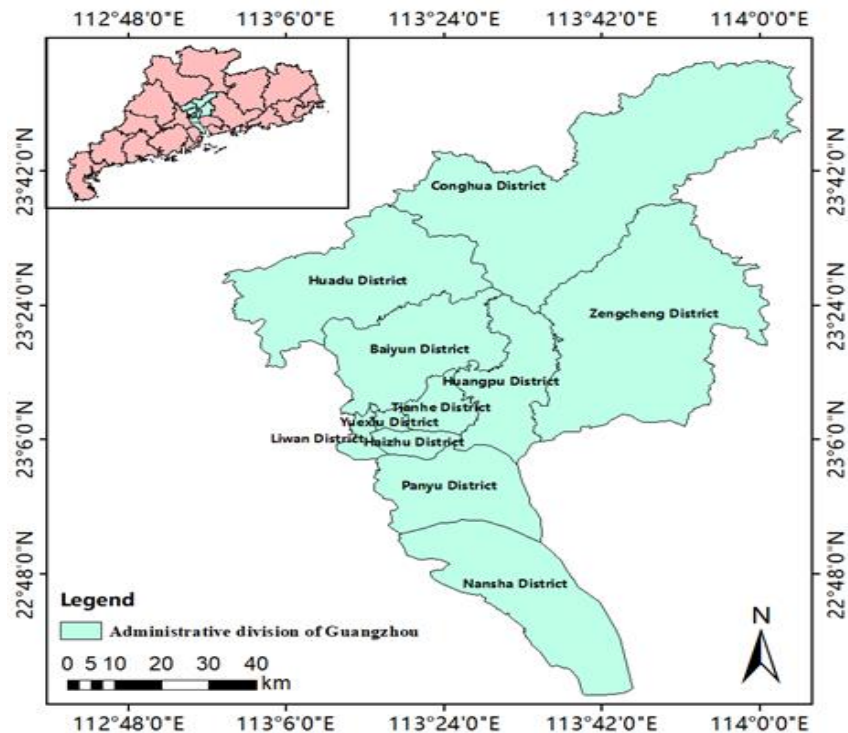 112°48'0"E 113°6'0"E 113°24'0"E 113°42'0"E 114°0'0"E
23°42'0"N 23°42'0"N
Conghua District
Huadu District
23°24'0"N 23°24'0"N
Zengcheng District
Baiyun District
Huangpu District
Tianhe District
Yuexiu District
Liwan District
Haizhu District
23°6'0"N 23°6'0"N
Panyu District
22°48'0"N 22°48'0"N
Nansha District
Legend
Administrative division of Guangzhou
N
0 5 10 20 30 40
km
112°48'0"E 113°6'0"E 113°24'0"E 113°42'0"E 114°0'0"E